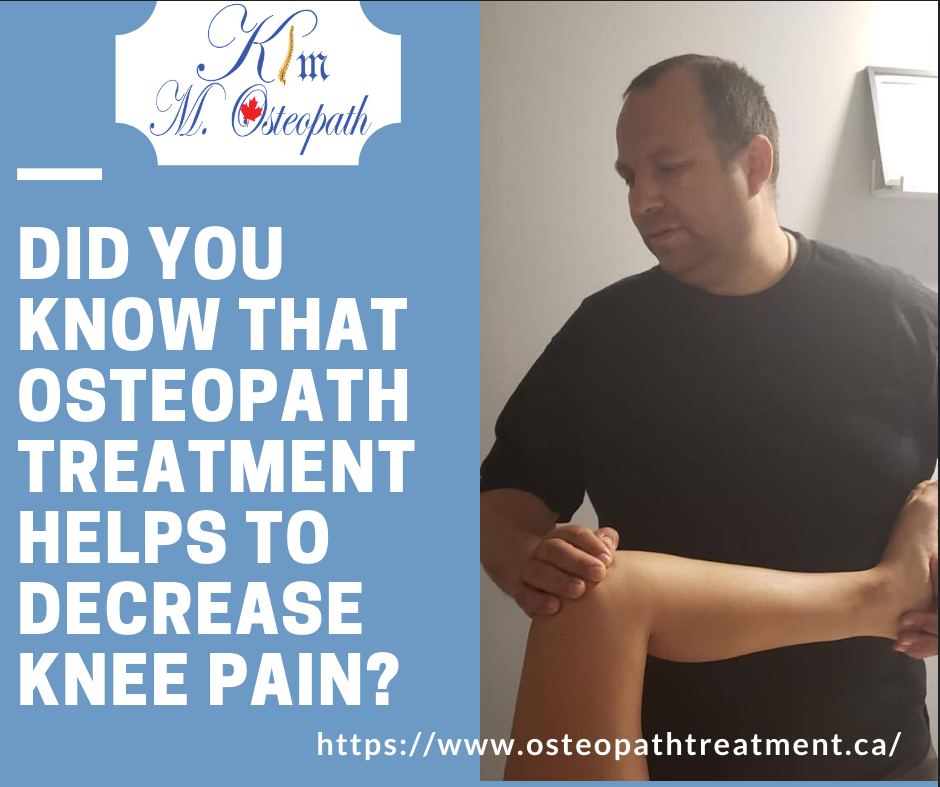 Kim
M. Osteopath
DID YOU
KNOW THAT
OSTEOPATH
TREATMENT
HELPS TO
DECREASE
KNEE PAIN?
https://www.osteopathtreatment.ca/